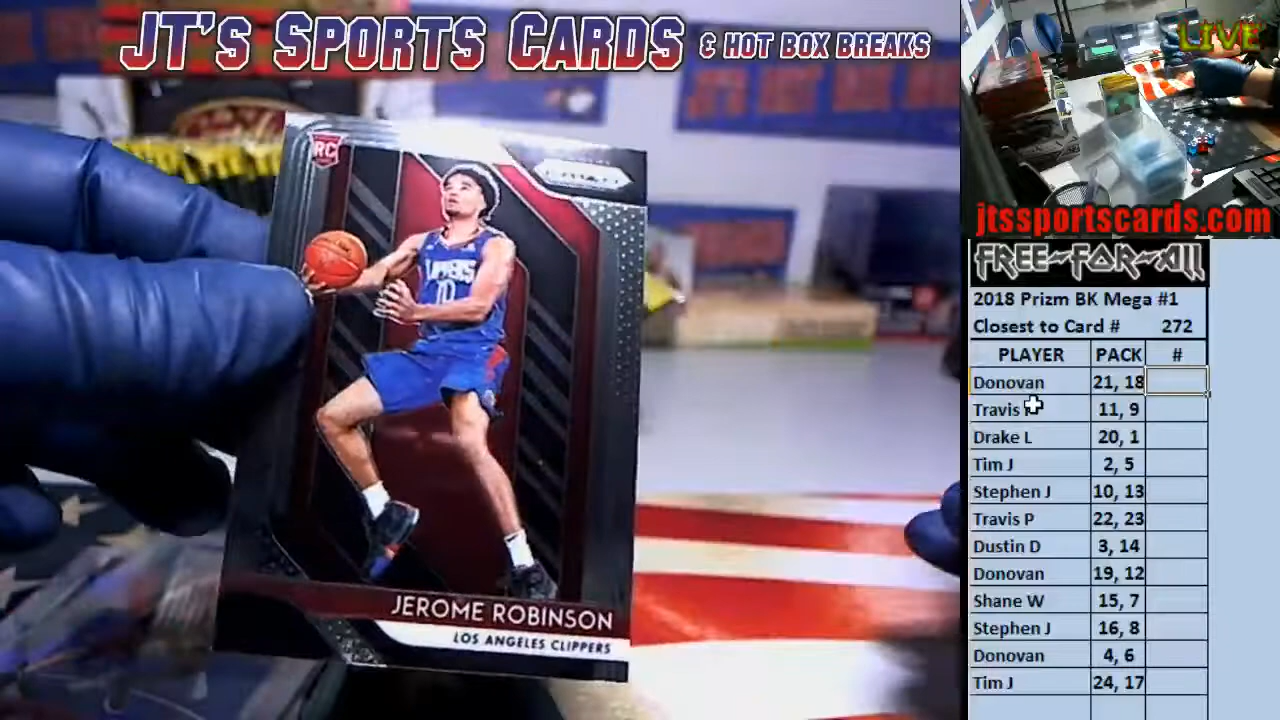 JT's Sports Cards & Hot Box Breaks
LIVE
RC
PRIZM
CLIPPERS
10
JEROME ROBINSON
LOS ANGELES CLIPPERS
jtssportscards.com
FREE-FOR-ALL
2018 Prizm BK Mega #1
Closest to Card # 272
PLAYER PACK #
Donovan 21, 18
Travis 11, 9
Drake L 20, 1
Tim J 2, 5
Stephen J 10, 13
Travis P 22, 23
Dustin D 3, 14
Donovan 19, 12
Shane W 15, 7
Stephen J 16, 8
Donovan 4, 6
Tim J 24, 17